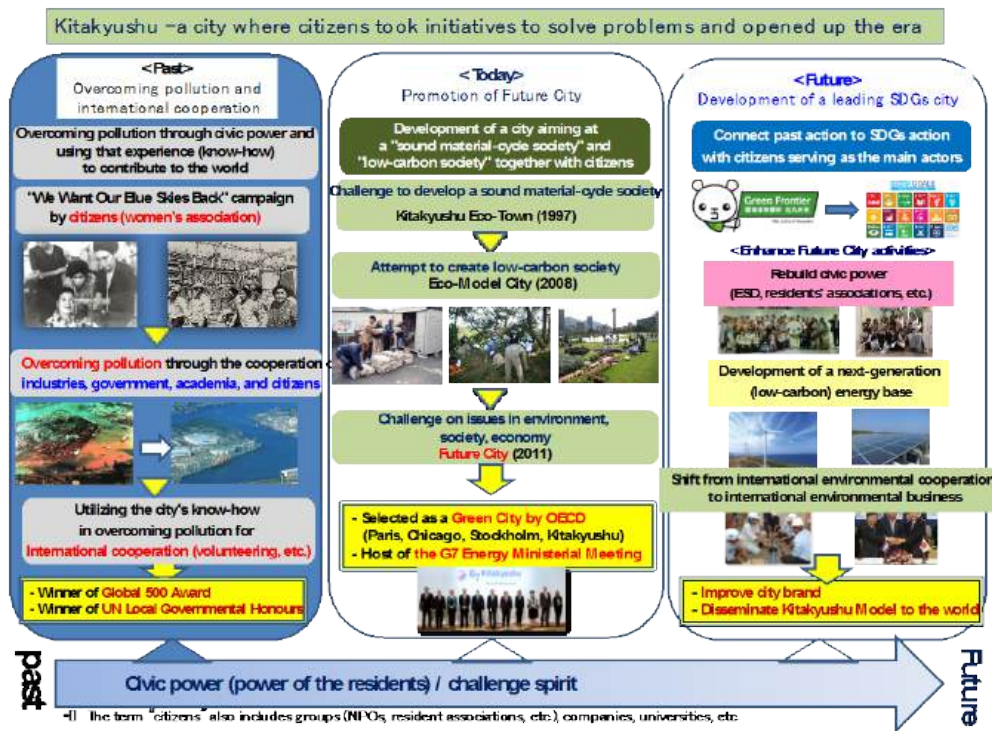 Kitakyushu -a city where citizens took initiatives to solve problems and opened up the era
<Past>
Overcoming pollution and
international cooperation
Overcoming pollution through civic power and
using that experience (know-how)
to contribute to the world
"We Want Our Blue Skies Back" campaign
by citizens (women's association)
Overcoming pollution through the cooperation
industries, government, academia, and citizens
Utilizing the city's know-how
in overcoming pollution for
International cooperation (volunteering, etc.)
- Winner of Global 500 Award
- Winner of UN Local Governmental Honours
<Today>
Promotion of Future City
Development of a city aiming at
a "sound material-cycle society" and
"low-carbon society" together with citizens
Challenge to develop a sound material-cycle society
Kitakyushu Eco-Town (1997)
Attempt to create low-carbon society
Eco-Model City (2008)
Challenge on issues in environment,
society, economy
Future City (2011)
- Selected as a Green City by OECD
(Paris, Chicago, Stockholm, Kitakyushu)
- Host of the G7 Energy Ministerial Meeting
<Future>
Development of a leading SDGs city
Connect past action to SDGs action
with citizens serving as the main actors
Green Frontier
<Enhance Future City activities>
Rebuild civic power
(ESD, residents' associations, etc.)
Development of a next-generation
(low-carbon) energy base
Shift from international environmental cooperation
to international environmental business
- Improve city brand
- Disseminate Kitakyushu Model to the world
past
Civic power (power of the residents) / challenge spirit
Future
The term "citizens" also includes groups (NPOs, resident associations, etc.), companies, universities, etc.